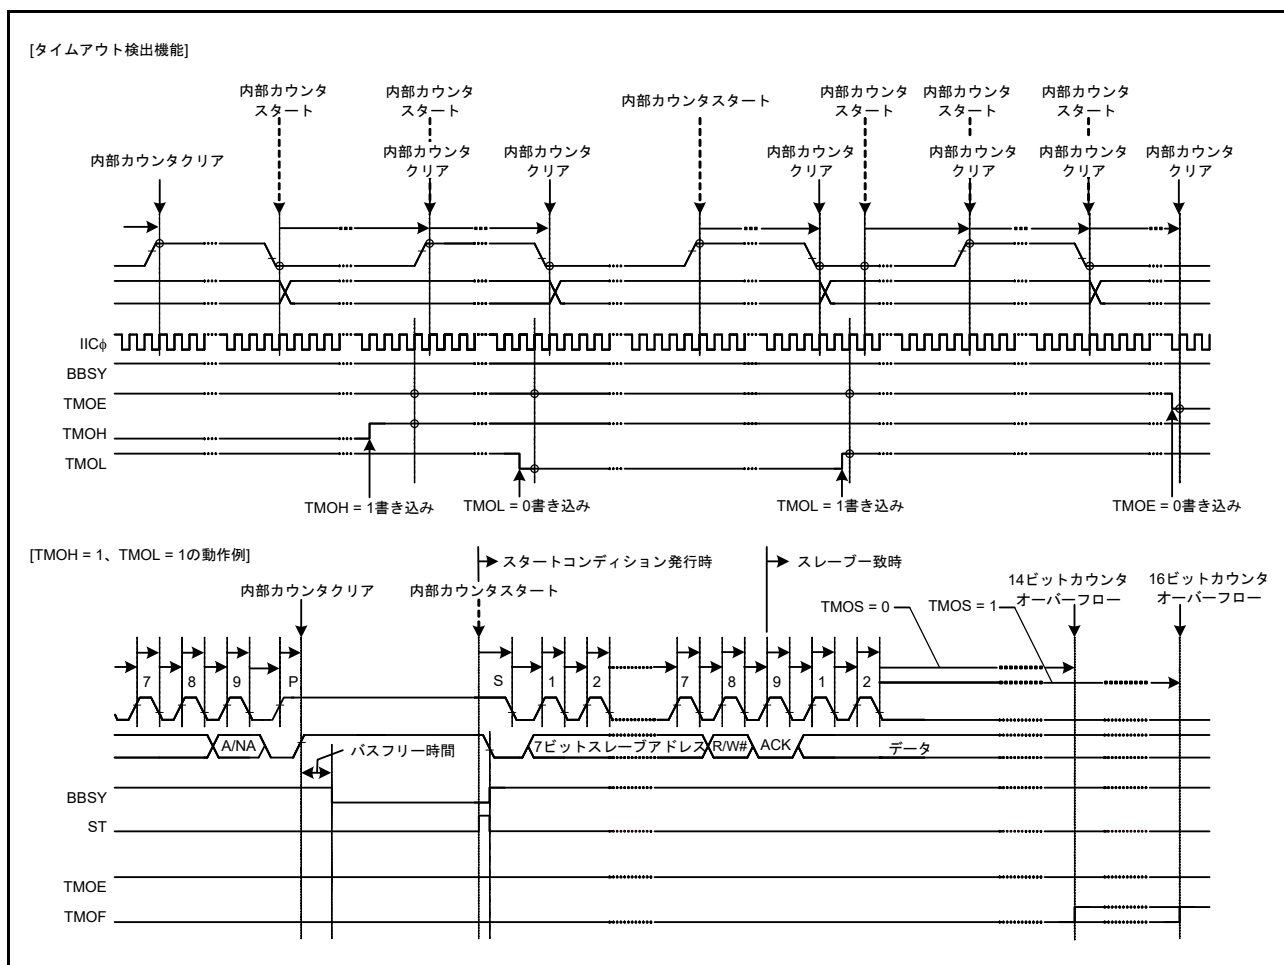 [タイムアウト検出機能]
内部カウンタ
スタート
内部カウンタ
スタート
内部カウンタスタート
内部カウンタ
スタート
内部カウンタ
スタート
内部カウンタ
スタート
内部カウンタクリア
内部カウンタ
クリア
内部カウンタ
クリア
内部カウンタ
クリア
内部カウンタ
クリア
内部カウンタ
クリア
内部カウンタ
クリア
IICϕ
BBSY
TMOE
TMOH
TMOL
TMOH = 1書き込み
TMOL = 0書き込み
TMOL = 1書き込み
TMOE = 0書き込み
[TMOH = 1、TMOL = 1の動作例]
スタートコンディション発行時
スレーブ一致時
内部カウンタクリア
内部カウンタスタート
14ビットカウンタ
オーバーフロー
16ビットカウンタ
オーバーフロー
TMOS = 0
TMOS = 1
7 8 9 P S 1 2 7 8 9 1 2
A/NA
バスフリー時間
7ビットスレーブアドレス
R/W#
ACK
データ
BBSY
ST
TMOE
TMOF